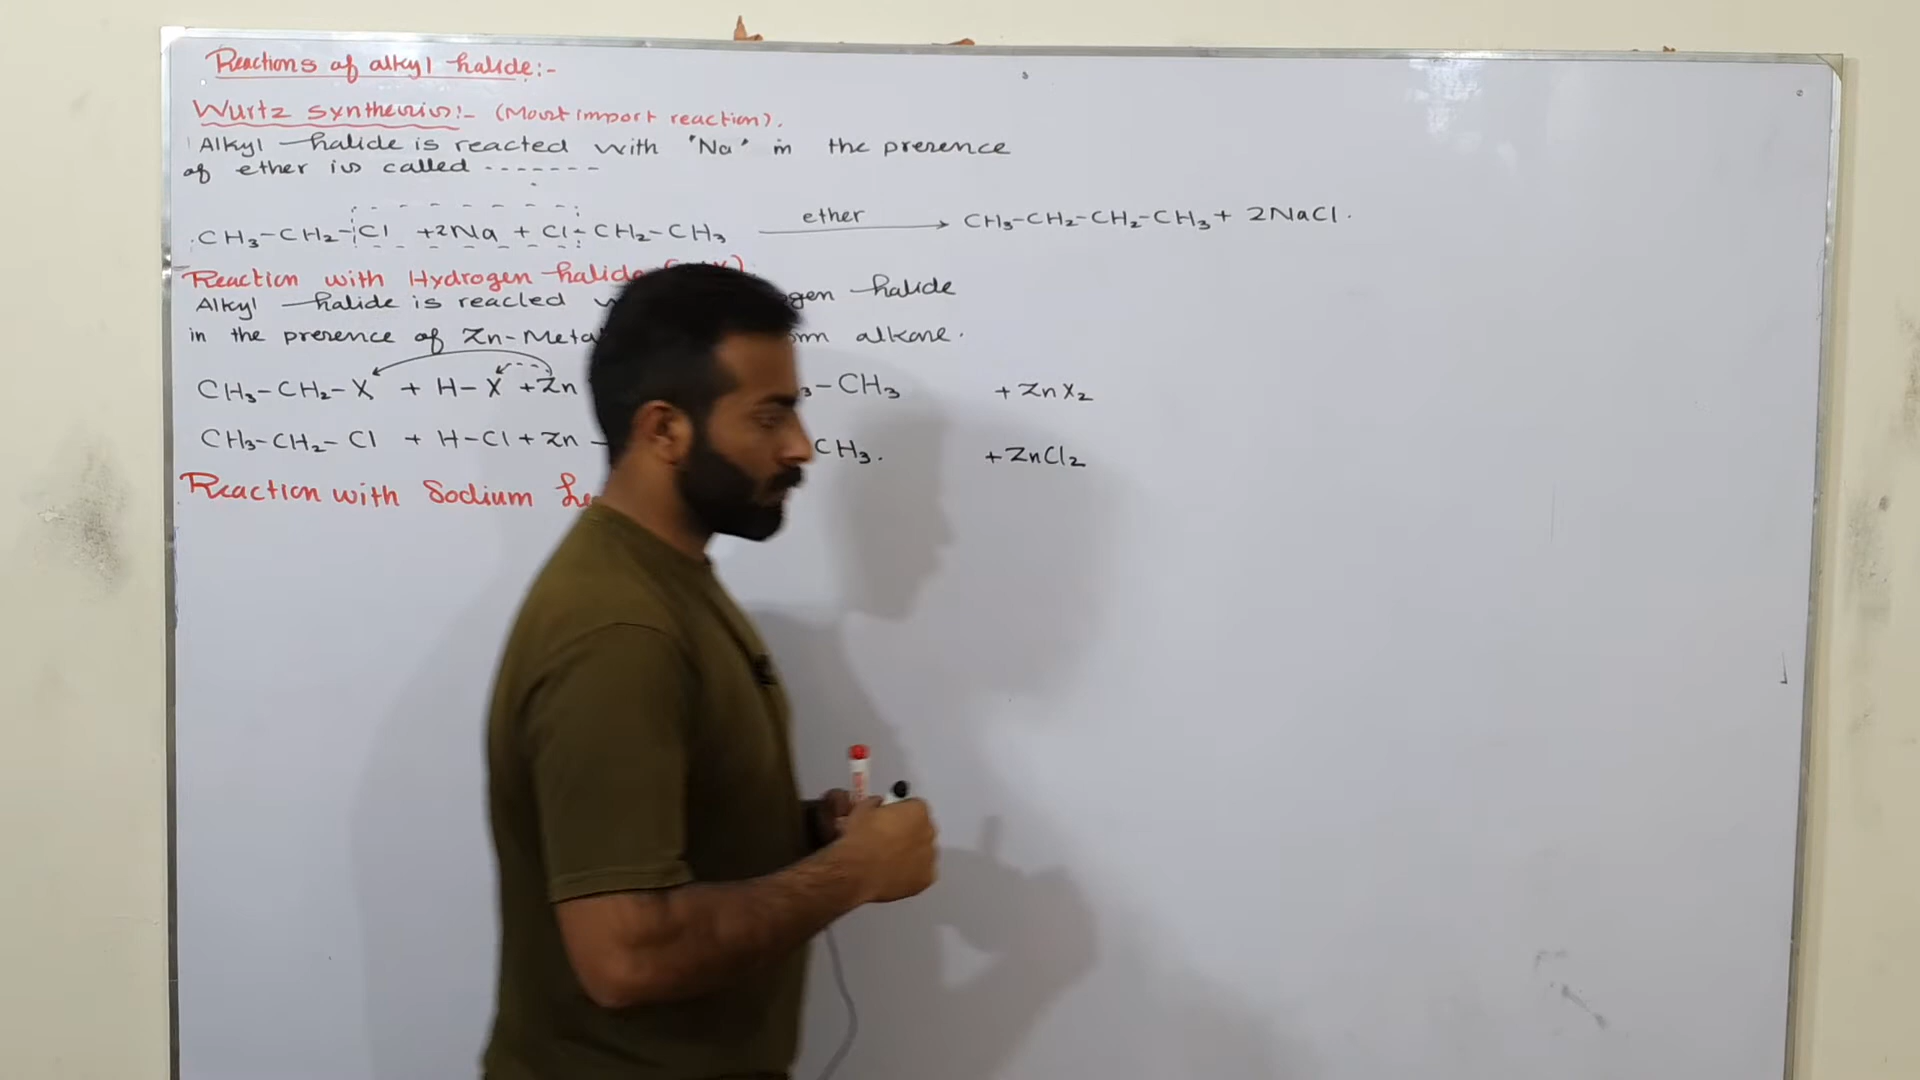 Reactions of alkyl halide:-
Wurtz synthesis:- (Most import reaction).
Alkyl halide is reacted with "Na" in the presence
of ether is called -------
CH₃-CH₂-Cl +2Na + Cl-CH₂-CH₃ ether → CH₃-CH₂-CH₂-CH₃ + 2NaCl.
Reaction with Hydrogen halide
Alkyl halide is reacted halide
in the presence of Zn- alkane.
CH₃-CH₂-X + H-X +Zn -CH₃ + ZnX₂
CH₃-CH₂-Cl + H-Cl + Zn CH₃. + ZnCl₂
Reaction with Sodium